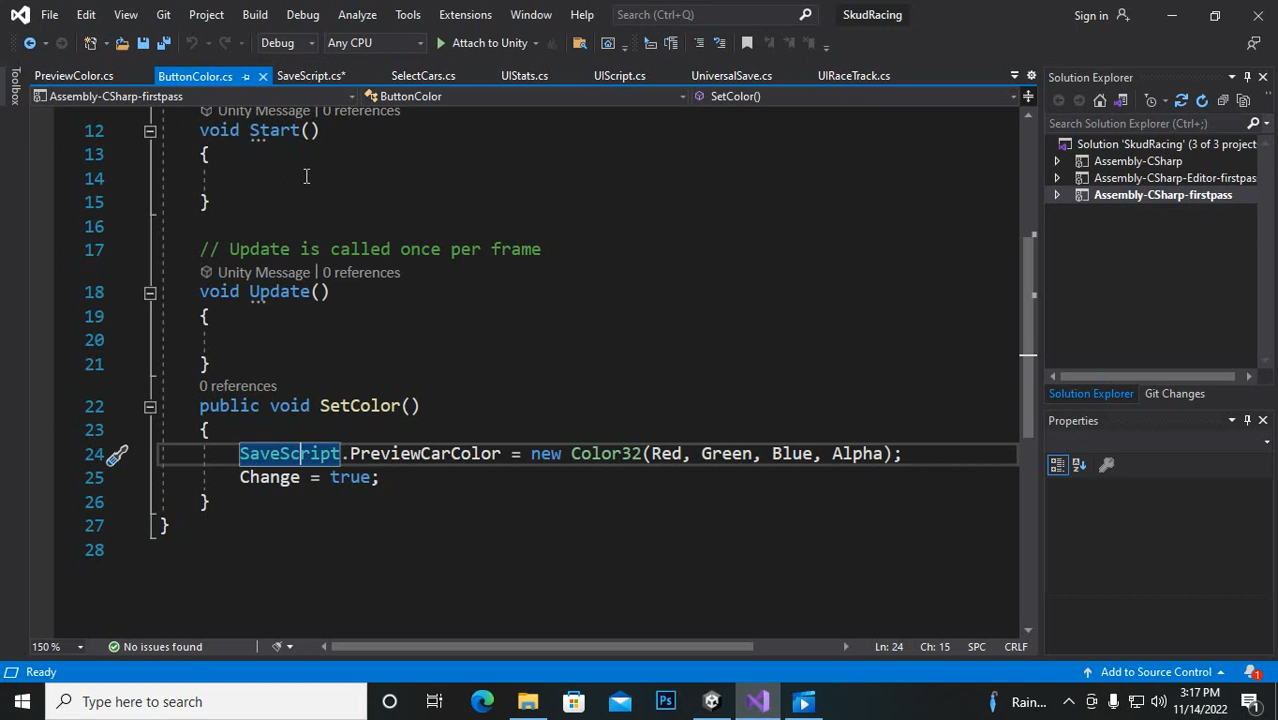 File Edit View Git Project Build Debug Analyze Tools Extensions Window Help Search (Ctrl+Q) SkudRacing Sign in
Debug Any CPU Attach to Unity
Toolbox
PreviewColor.cs ButtonColor.cs SaveScript.cs* SelectCars.cs UIStats.cs UIScript.cs UniversalSave.cs UIRaceTrack.cs
Assembly-CSharp-firstpass ButtonColor SetColor()
Unity Message | 0 references
12 void Start()
13 {
14
15 }
16
17 // Update is called once per frame
Unity Message | 0 references
18 void Update()
19 {
20
21 }
0 references
22 public void SetColor()
23 {
24 SaveScript.PreviewCarColor = new Color32(Red, Green, Blue, Alpha);
25 Change = true;
26 }
27 }
28
150 % No issues found Ln: 24 Ch: 15 SPC CRLF
Solution Explorer
Search Solution Explorer (Ctrl+;)
Solution 'SkudRacing' (3 of 3 project
Assembly-CSharp
Assembly-CSharp-Editor-firstpas
Assembly-CSharp-firstpass
Solution Explorer Git Changes
Properties
Ready Add to Source Control 1
Type here to search
Ps
Rain...
3:17 PM
11/14/2022
1